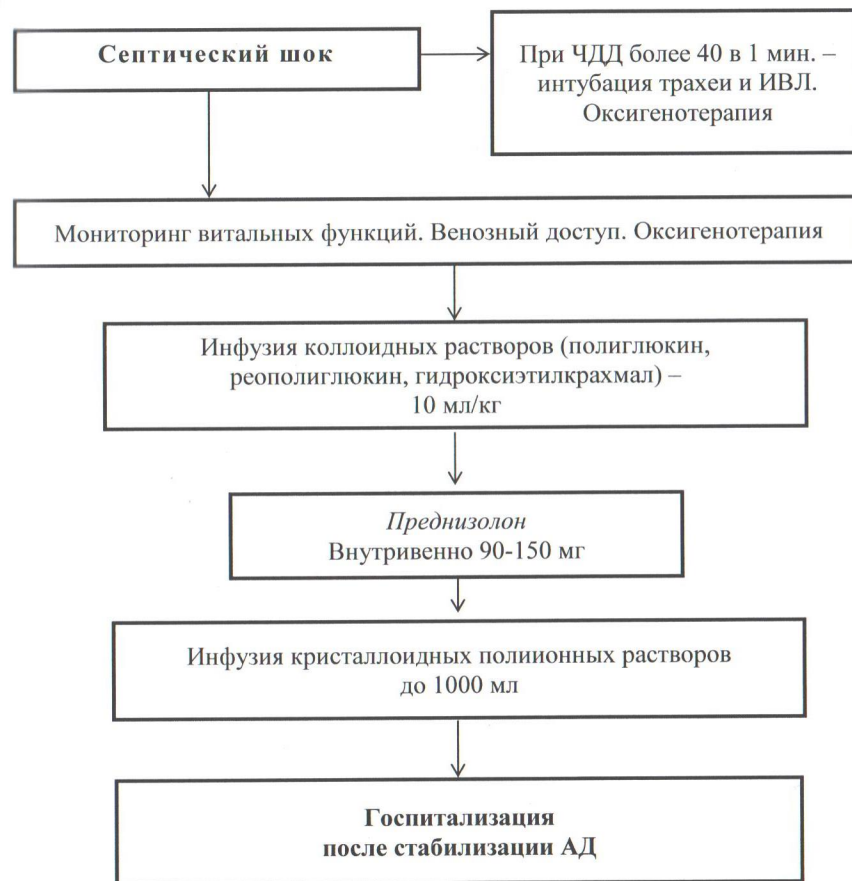 Септический шок
При ЧДД более 40 в 1 мин. –
интубация трахеи и ИВЛ.
Оксигенотерапия
Мониторинг витальных функций. Венозный доступ. Оксигенотерапия
Инфузия коллоидных растворов (полиглюкин,
реополиглюкин, гидроксиэтилкрахмал) –
10 мл/кг
Преднизолон
Внутривенно 90-150 мг
Инфузия кристаллоидных полиионных растворов
до 1000 мл
Госпитализация
после стабилизации АД